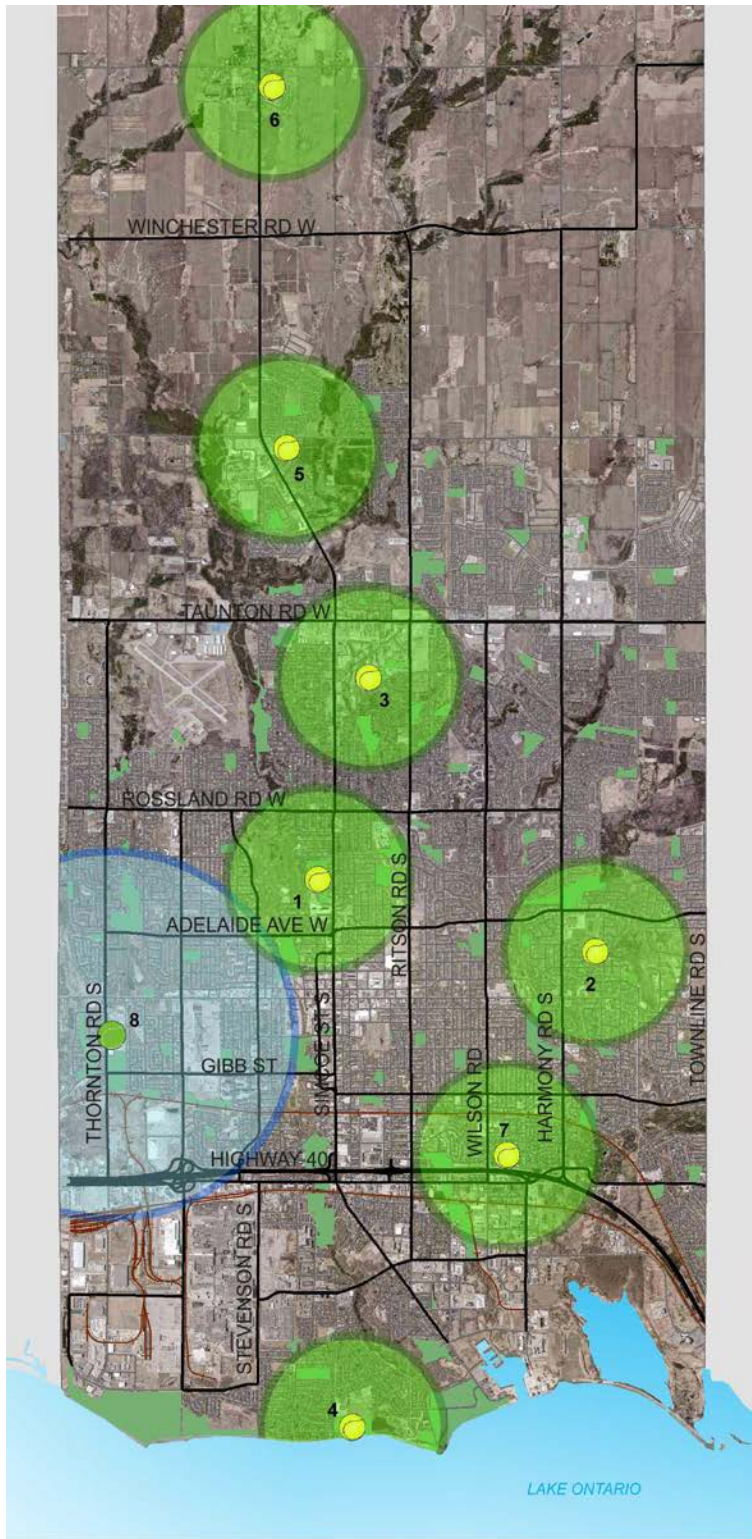 6
WINCHESTER RD W
5
TAUNTON RD W
3
ROSSLAND RD W
1
ADELAIDE AVE W
RITSON RD S
2
8
THORNTON RD S
SIMCOE ST S
GIBB ST
WILSON RD
HARMONY RD S
TOWNLINE RD S
7
HIGHWAY 40
STEVENSON RD S
4
LAKE ONTARIO